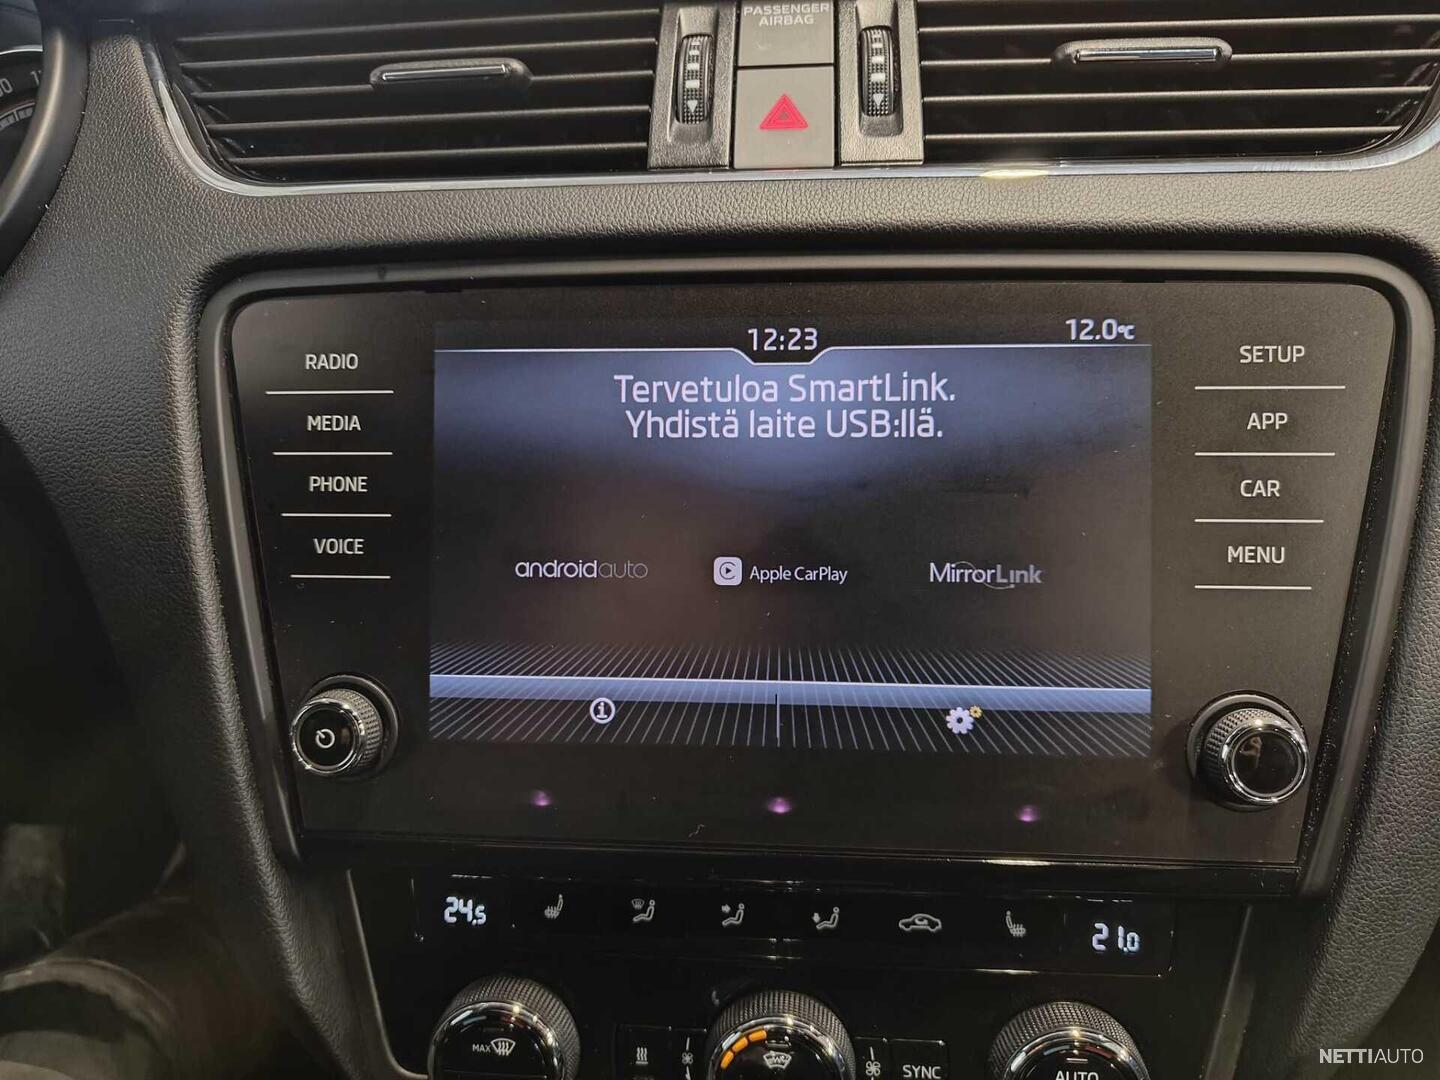 PASSENGER
AIRBAG
12:23
12.0°C
Tervetuloa SmartLink.
Yhdistä laite USB:llä.
RADIO
MEDIA
PHONE
VOICE
SETUP
APP
CAR
MENU
androidauto
Apple CarPlay
MirrorLink
24,5
21,0
MAX
SYNC
AUTO
NETTIAUTO